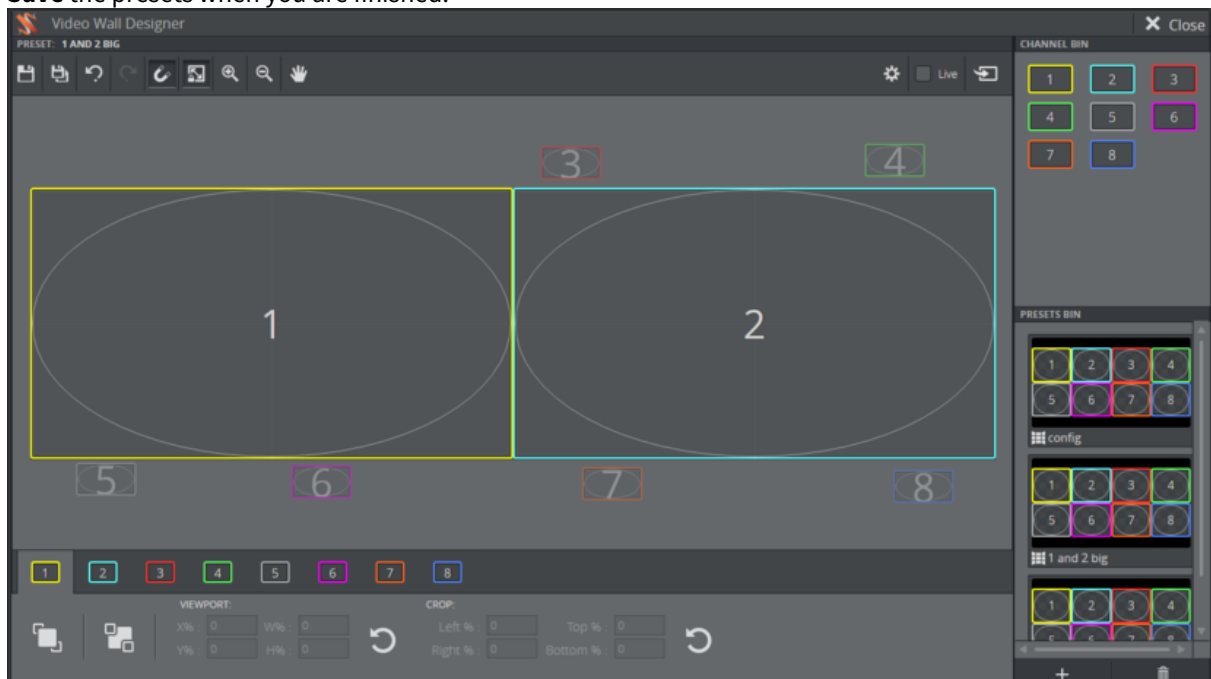 Save the presets when you are finished.
Video Wall Designer
Close
PRESET: 1 AND 2 BIG
CHANNEL BIN
Live
1 2 3
4 5 6
7 8
3 4
1 2
5 6 7 8
PRESETS BIN
1 2 3 4
5 6 7 8
config
1 2 3 4
5 6 7 8
1 and 2 big
1 2 3 4
5 6 7 8
1 2 3 4 5 6 7 8
VIEWPORT: CROP:
X% : 0 W% : 0 Left % : 0 Top % : 0
Y% : 0 H% : 0 Right % : 0 Bottom % : 0